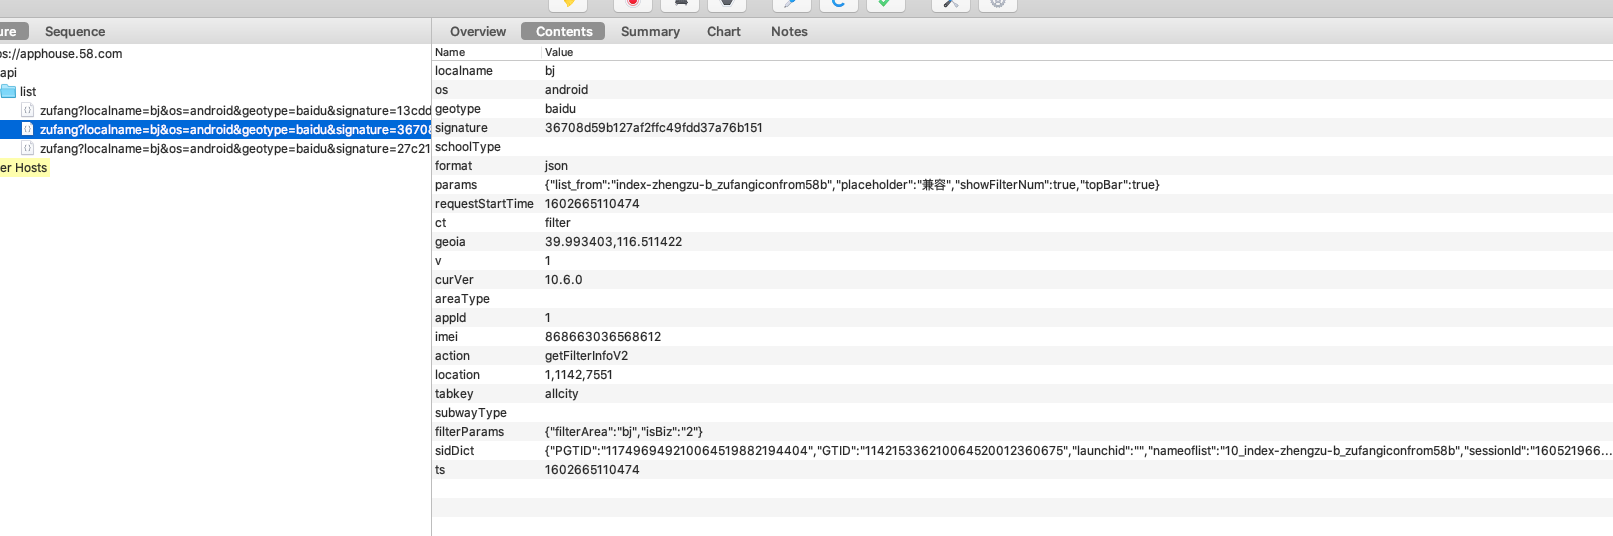 ure Sequence
ps://apphouse.58.com
api
list
zufang?localname=bj&os=android&geotype=baidu&signature=13cdd
zufang?localname=bj&os=android&geotype=baidu&signature=36708
zufang?localname=bj&os=android&geotype=baidu&signature=27c21
er Hosts
Overview Contents Summary Chart Notes
Name Value
localname bj
os android
geotype baidu
signature 36708d59b127af2ffc49fdd37a76b151
schoolType
format json
params {"list_from":"index-zhengzu-b_zufangiconfrom58b","placeholder":"兼容","showFilterNum":true,"topBar":true}
requestStartTime 1602665110474
ct filter
geoia 39.993403,116.511422
v 1
curVer 10.6.0
areaType
appId 1
imei 868663036568612
action getFilterInfoV2
location 1,1142,7551
tabkey allcity
subwayType
filterParams {"filterArea":"bj","isBiz":"2"}
sidDict {"PGTID":"117496949210064519882194404","GTID":"114215336210064520012360675","launchid":"","nameoflist":"10_index-zhengzu-b_zufangiconfrom58b","sessionId":"160521966...
ts 1602665110474